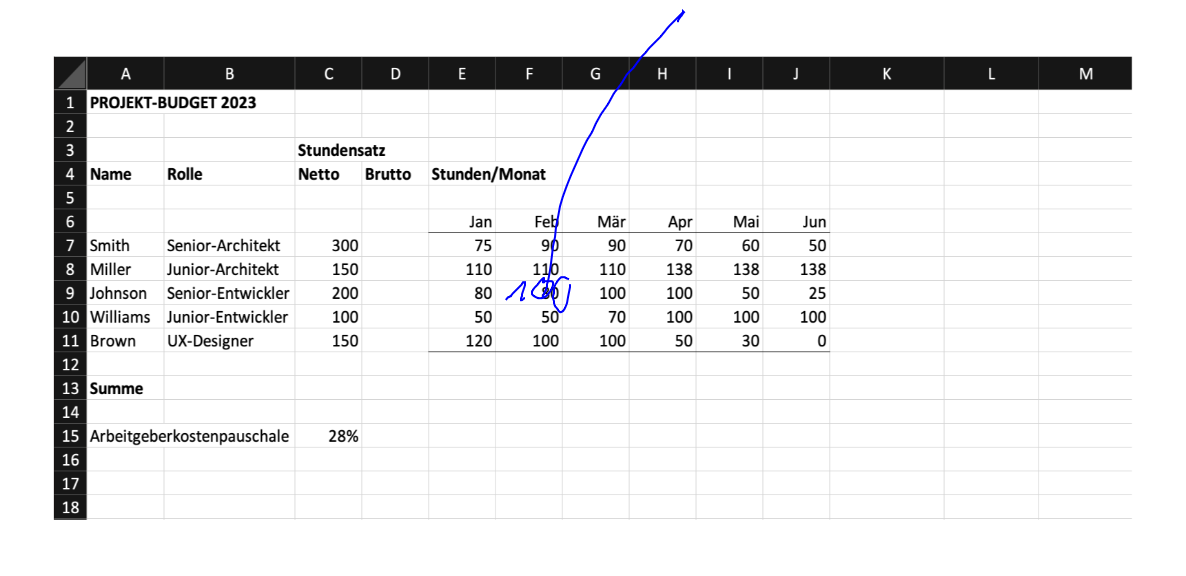 A B C D E F G H I J K L M
1 PROJEKT-BUDGET 2023
2
3 Stundensatz
4 Name Rolle Netto Brutto Stunden/Monat
5
6 Jan Feb Mär Apr Mai Jun
7 Smith Senior-Architekt 300 75 90 90 70 60 50
8 Miller Junior-Architekt 150 110 110 110 138 138 138
9 Johnson Senior-Entwickler 200 80 80 100 100 100 50 25
10 Williams Junior-Entwickler 100 50 50 70 100 100 100
11 Brown UX-Designer 150 120 100 100 50 30 0
12
13 Summe
14
15 Arbeitgeberkostenpauschale 28%
16
17
18